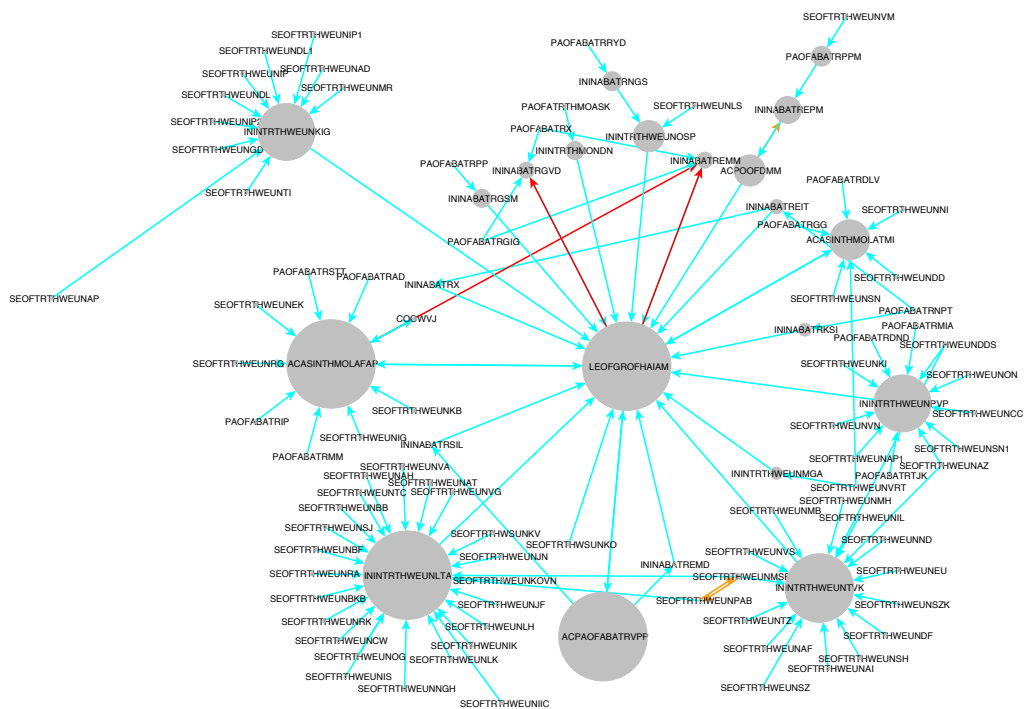 SEOFTRTHWEUNVM
SEOFTRTHWEUNIP1
PAOFABATRRYD
SEOFTRTHWEUNDL1
PAOFABATRPPM
SEOFTRTHWEUNIP
SEOFTRTHWEUNAD
ININABATRNGS
SEOFTRTHWEUNMR
SEOFTRTHWEUNDL
PAOFATRTHMOASK
SEOFTRTHWEUNLS
ININABATREPM
SEOFTRTHWEUNIP2
ININTRTHWEUNKIG
PAOFABATRX
ININTRTHWEUNOSP
SEOFTRTHWEUNGD
ININTRTHMONDN
PAOFABATRPP
ININABATREMM
ININABATRGVD
ACPOOFDMM
PAOFABATRDLV
SEOFTRTHWEUNTI
ININABATRGSM
ININABATREIT
SEOFTRTHWEUNNI
PAOFABATRGG
ACASINTHMOLATMI
PAOFABATRGIG
PAOFABATRSTT
PAOFABATRAD
ININABATRX
SEOFTRTHWEUNDD
SEOFTRTHWEUNAP
SEOFTRTHWEUNSN
SEOFTRTHWEUNEK
PAOFABATRNPT
COCWVJ
ININABATRKSI
PAOFABATRMIA
PAOFABATRDND
SEOFTRTHWEUNDDS
SEOFTRTHWEUNRG
ACASINTHMOLAFAP
LEOFGROFHAIAM
SEOFTRTHWEUNKI
SEOFTRTHWEUNON
ININTRTHWEUNPVP
SEOFTRTHWEUNKB
SEOFTRTHWEUNCC
PAOFABATRIP
SEOFTRTHWEUNVN
SEOFTRTHWEUNIG
ININABATRSIL
SEOFTRTHWEUNSN1
PAOFABATRMM
SEOFTRTHWEUNAP1
SEOFTRTHWEUNAZ
SEOFTRTHWEUNVA
ININTRTHWEUNMGA
SEOFTRTHWEUNAH
PAOFABATRTJK
SEOFTRTHWEUNAT
SEOFTRTHWEUNVRT
SEOFTRTHWEUNTC
SEOFTRTHWEUNVG
SEOFTRTHWEUNMH
SEOFTRTHWEUNBB
SEOFTRTHWEUNMB
SEOFTRTHWEUNIL
SEOFTRTHWEUNSJ
SEOFTRTHWSUNKV
SEOFTRTHWEUNND
SEOFTRTHWSUNKO
SEOFTRTHWEUNBF
SEOFTRTHWEUNJN
SEOFTRTHWEUNVS
ININABATREMD
SEOFTRTHWEUNRA
ININTRTHWEUNLTA
SEOFTRTHWEUNKOVN
SEOFTRTHWEUNEU
ININTRTHWEUNTVK
SEOFTRTHWEUNBKB
SEOFTRTHWEUNPAB
SEOFTRTHWEUNJF
SEOFTRTHWEUNSZK
SEOFTRTHWEUNRK
SEOFTRTHWEUNTZ
SEOFTRTHWEUNLH
SEOFTRTHWEUNDF
ACPAOFABATRVPP
SEOFTRTHWEUNCW
SEOFTRTHWEUNIK
SEOFTRTHWEUNAF
SEOFTRTHWEUNOG
SEOFTRTHWEUNLK
SEOFTRTHWEUNSH
SEOFTRTHWEUNAI
SEOFTRTHWEUNIS
SEOFTRTHWEUNNGH
SEOFTRTHWEUNSZ
SEOFTRTHWEUNIIC